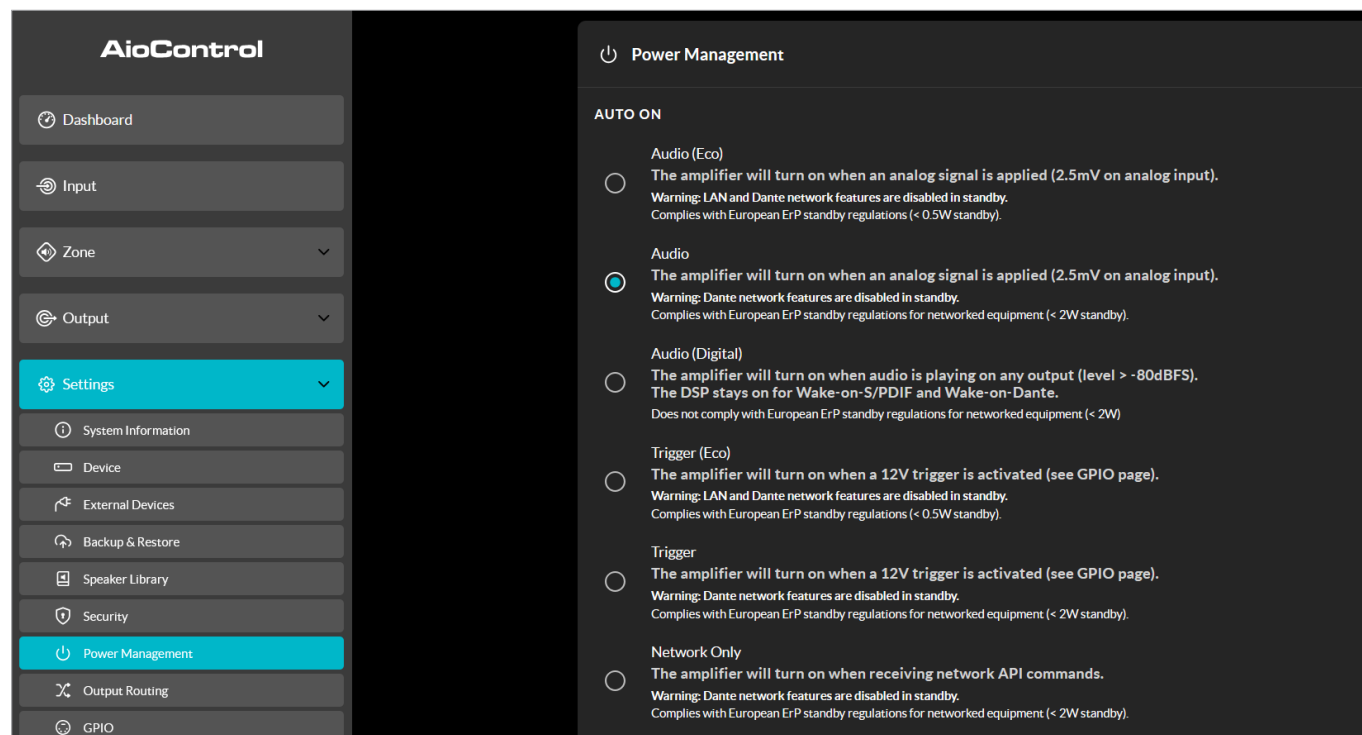 AioControl
Dashboard
Input
Zone
Output
Settings
System Information
Device
External Devices
Backup & Restore
Speaker Library
Security
Power Management
Output Routing
GPIO
Power Management
AUTO ON
Audio (Eco)
The amplifier will turn on when an analog signal is applied (2.5mV on analog input).
Warning: LAN and Dante network features are disabled in standby.
Complies with European ErP standby regulations (< 0.5W standby).
Audio
The amplifier will turn on when an analog signal is applied (2.5mV on analog input).
Warning: Dante network features are disabled in standby.
Complies with European ErP standby regulations for networked equipment (< 2W standby).
Audio (Digital)
The amplifier will turn on when audio is playing on any output (level > -80dBFS).
The DSP stays on for Wake-on-S/PDIF and Wake-on-Dante.
Does not comply with European ErP standby regulations for networked equipment (< 2W)
Trigger (Eco)
The amplifier will turn on when a 12V trigger is activated (see GPIO page).
Warning: LAN and Dante network features are disabled in standby.
Complies with European ErP standby regulations (< 0.5W standby).
Trigger
The amplifier will turn on when a 12V trigger is activated (see GPIO page).
Warning: Dante network features are disabled in standby.
Complies with European ErP standby regulations for networked equipment (< 2W standby).
Network Only
The amplifier will turn on when receiving network API commands.
Warning: Dante network features are disabled in standby.
Complies with European ErP standby regulations for networked equipment (< 2W standby).